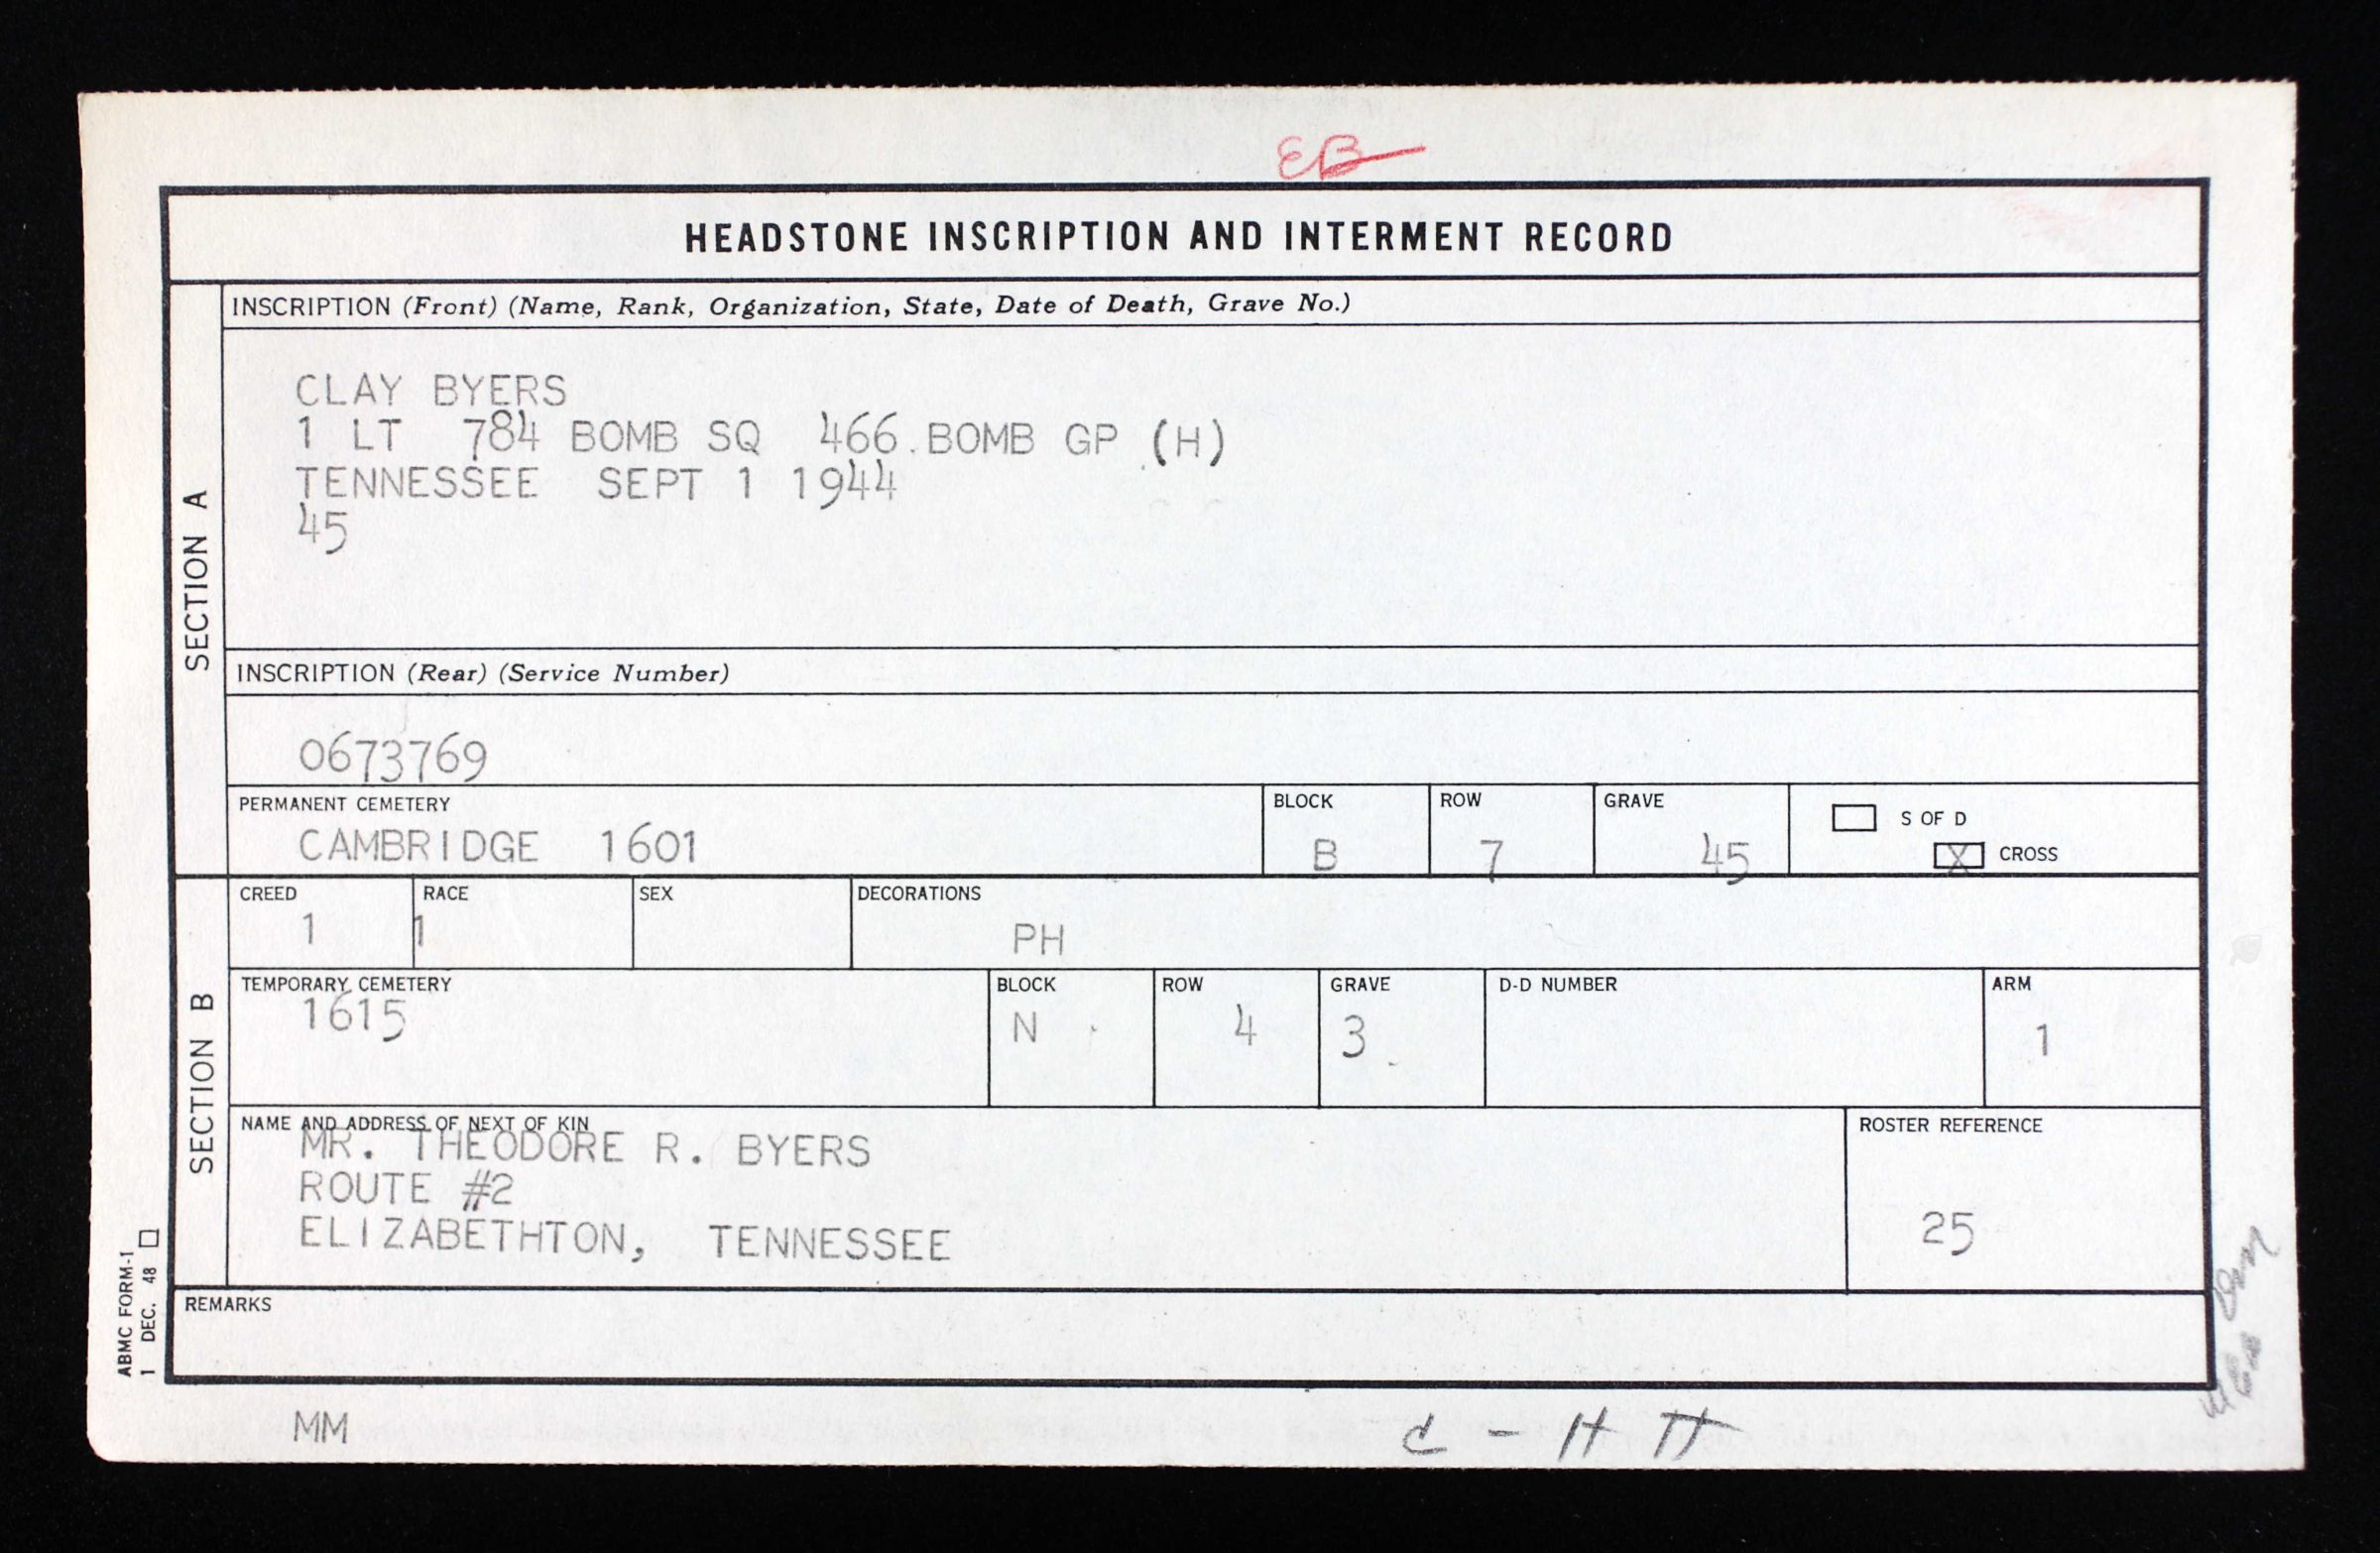 EB
HEADSTONE INSCRIPTION AND INTERMENT RECORD
SECTION A
INSCRIPTION (Front) (Name, Rank, Organization, State, Date of Death, Grave No.)
CLAY BYERS
1 LT 784 BOMB SQ 466 BOMB GP (H)
TENNESSEE SEPT 1 1944
45
INSCRIPTION (Rear) (Service Number)
0673769
PERMANENT CEMETERY
CAMBRIDGE 1601
BLOCK
B
ROW
7
GRAVE
45
S OF D
X CROSS
SECTION B
CREED
1
RACE
1
SEX
DECORATIONS
PH
TEMPORARY CEMETERY
1615
BLOCK
N
ROW
4
GRAVE
3
D-D NUMBER
ARM
1
NAME AND ADDRESS OF NEXT OF KIN
MR. THEODORE R. BYERS
ROUTE #2
ELIZABETHTON, TENNESSEE
ROSTER REFERENCE
25
REMARKS
ABMC FORM-1
1 DEC. 48
MM
C - H H